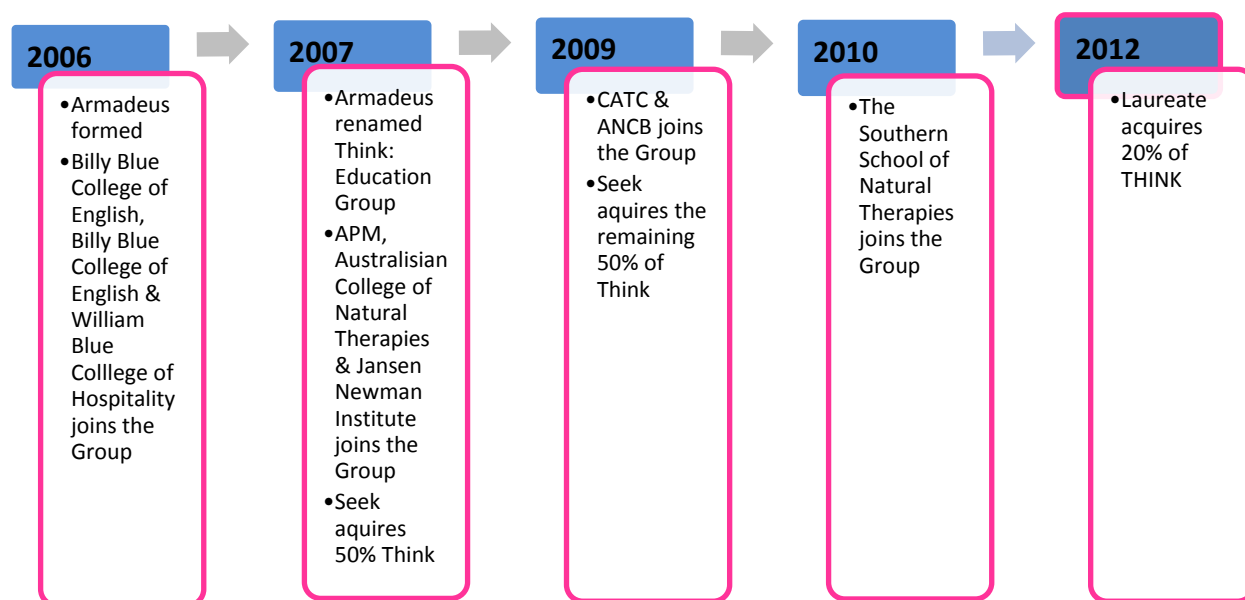 2006
•Armadeus
formed
•Billy Blue
College of
English,
Billy Blue
College of
English &
William
Blue
Colllege of
Hospitality
joins the
Group
2007
•Armadeus
renamed
Think:
Education
Group
•APM,
Australisian
College of
Natural
Therapies
& Jansen
Newman
Institute
joins the
Group
•Seek
aquires
50% Think
2009
•CATC &
ANCB joins
the Group
•Seek
aquires the
remaining
50% of
Think
2010
•The
Southern
School of
Natural
Therapies
joins the
Group
2012
•Laureate
acquires
20% of
THINK